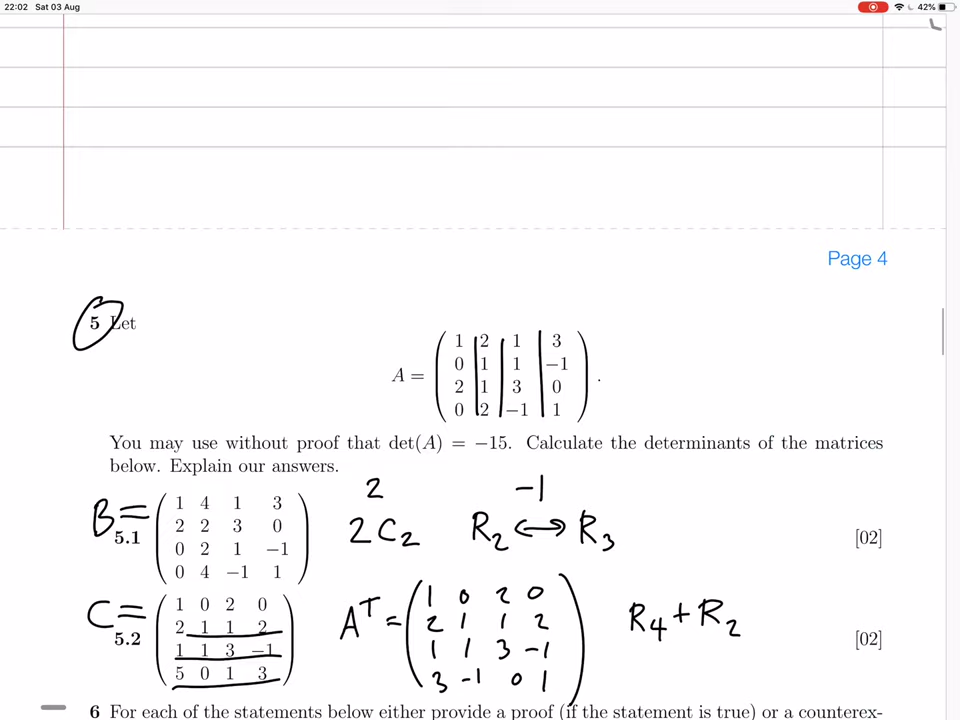 22:02 Sat 03 Aug 42%
Page 4
5 Let
A = ( 1 2 1 3
0 1 1 −1
2 1 3 0
0 2 −1 1 ) .
You may use without proof that det(A) = −15. Calculate the determinants of the matrices
below. Explain our answers.
B = 5.1 ( 1 4 1 3
2 2 3 0
0 2 1 −1
0 4 −1 1 )
2 -1
2C₂ R₂ ↔ R₃
[02]
C = 5.2 ( 1 0 2 0
2 1 1 2
1 1 3 −1
5 0 1 3 )
Aᵀ = ( 1 0 2 0
2 1 1 2
1 1 3 -1
3 -1 0 1 )
R₄ + R₂
[02]
6 For each of the statements below either provide a proof (if the statement is true) or a counterex-